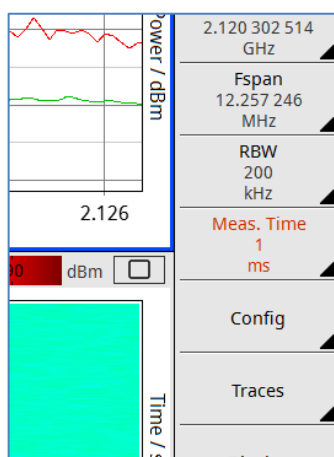 Power / dBm
2.126
dBm
Time /
2.120 302 514
GHz
Fspan
12.257 246
MHz
RBW
200
kHz
Meas. Time
1
ms
Config
Traces